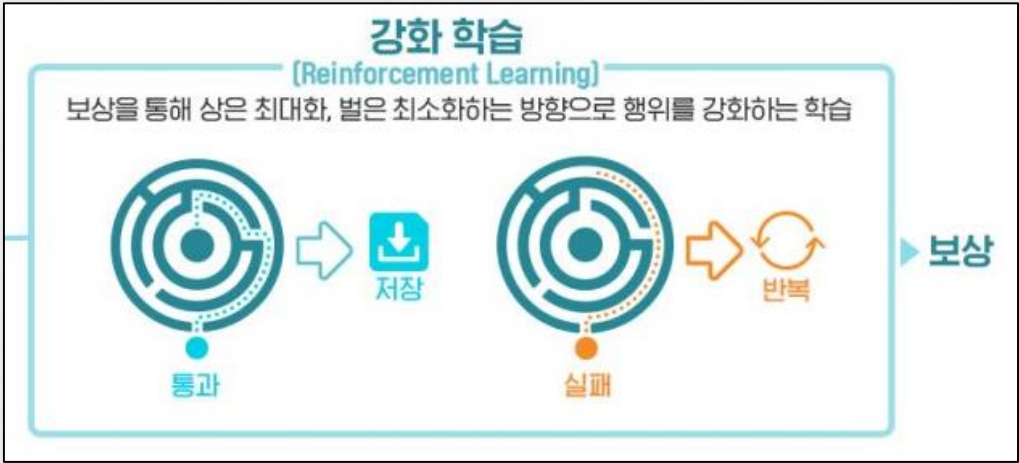 강화 학습
(Reinforcement Learning)
보상을 통해 상은 최대화, 벌은 최소화하는 방향으로 행위를 강화하는 학습
저장
반복
보상
통과
실패